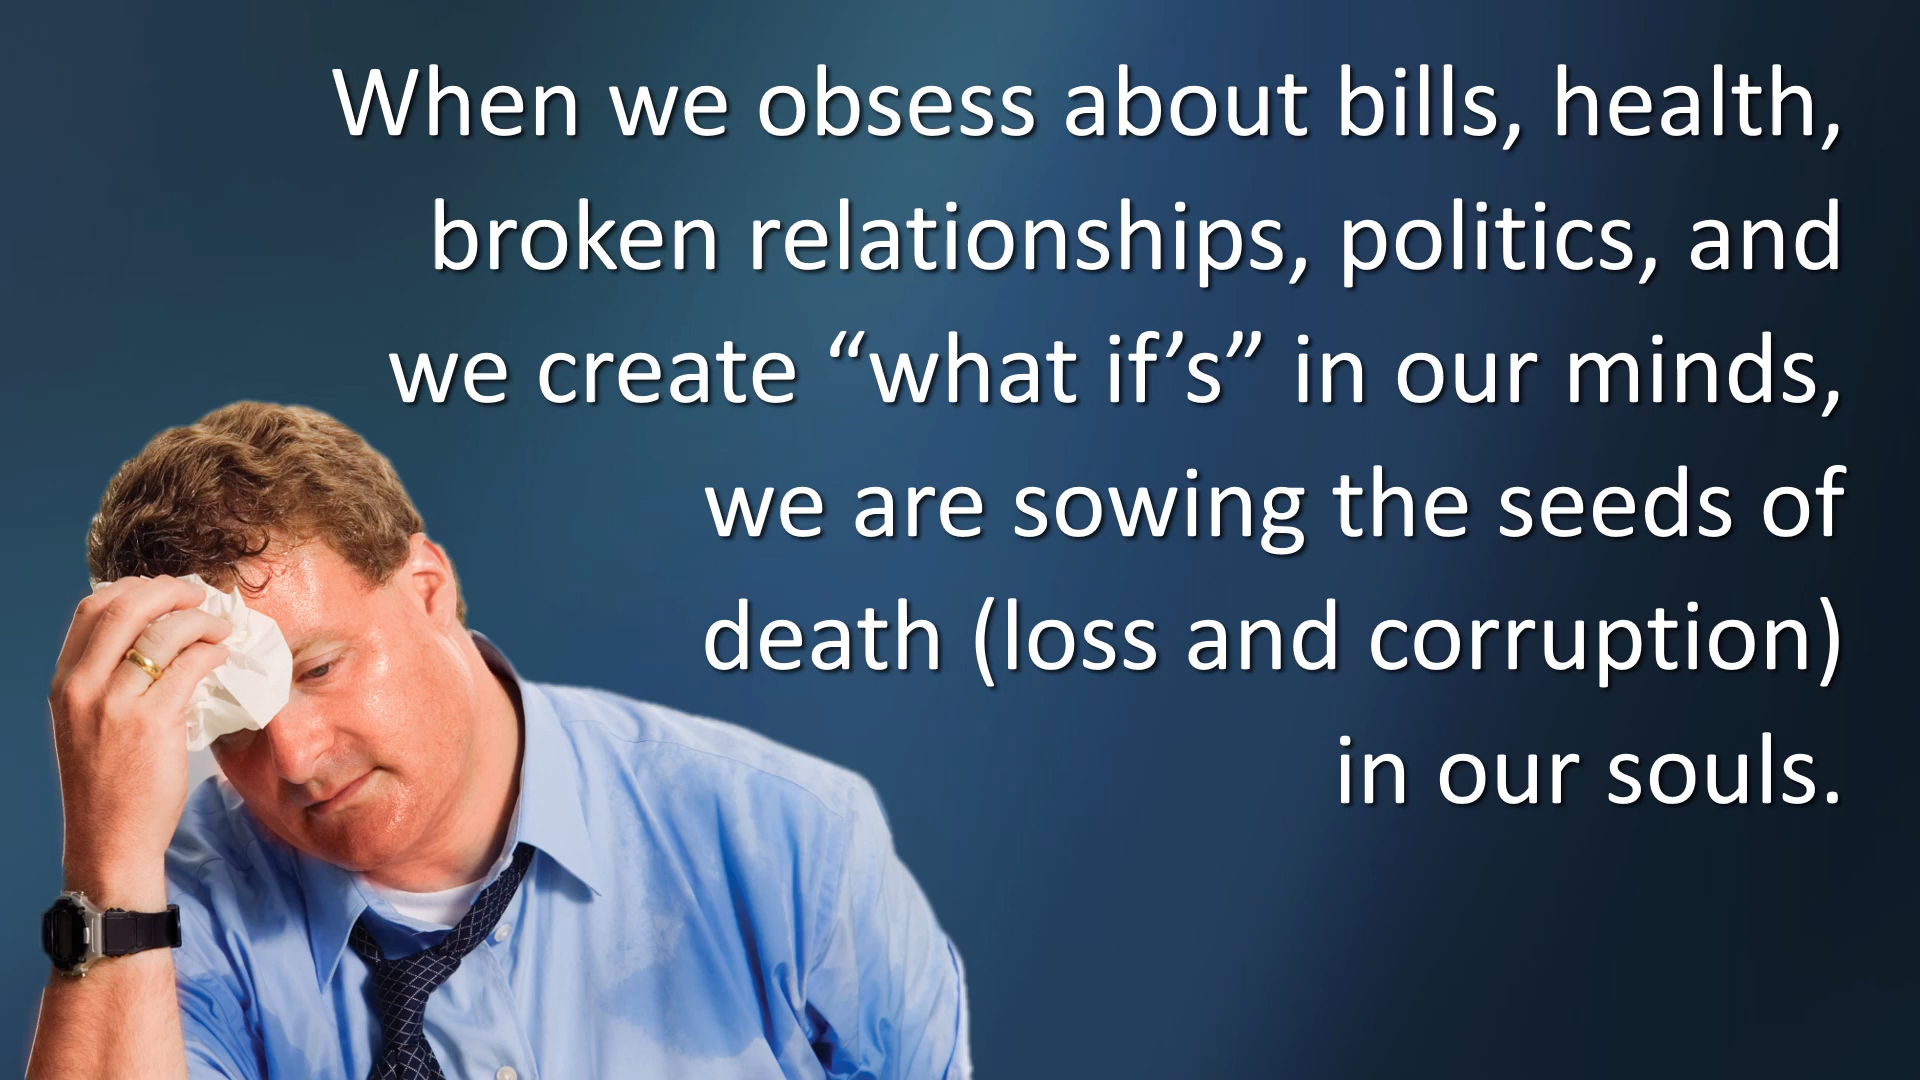 When we obsess about bills, health,
broken relationships, politics, and
we create “what if’s” in our minds,
we are sowing the seeds of
death (loss and corruption)
in our souls.